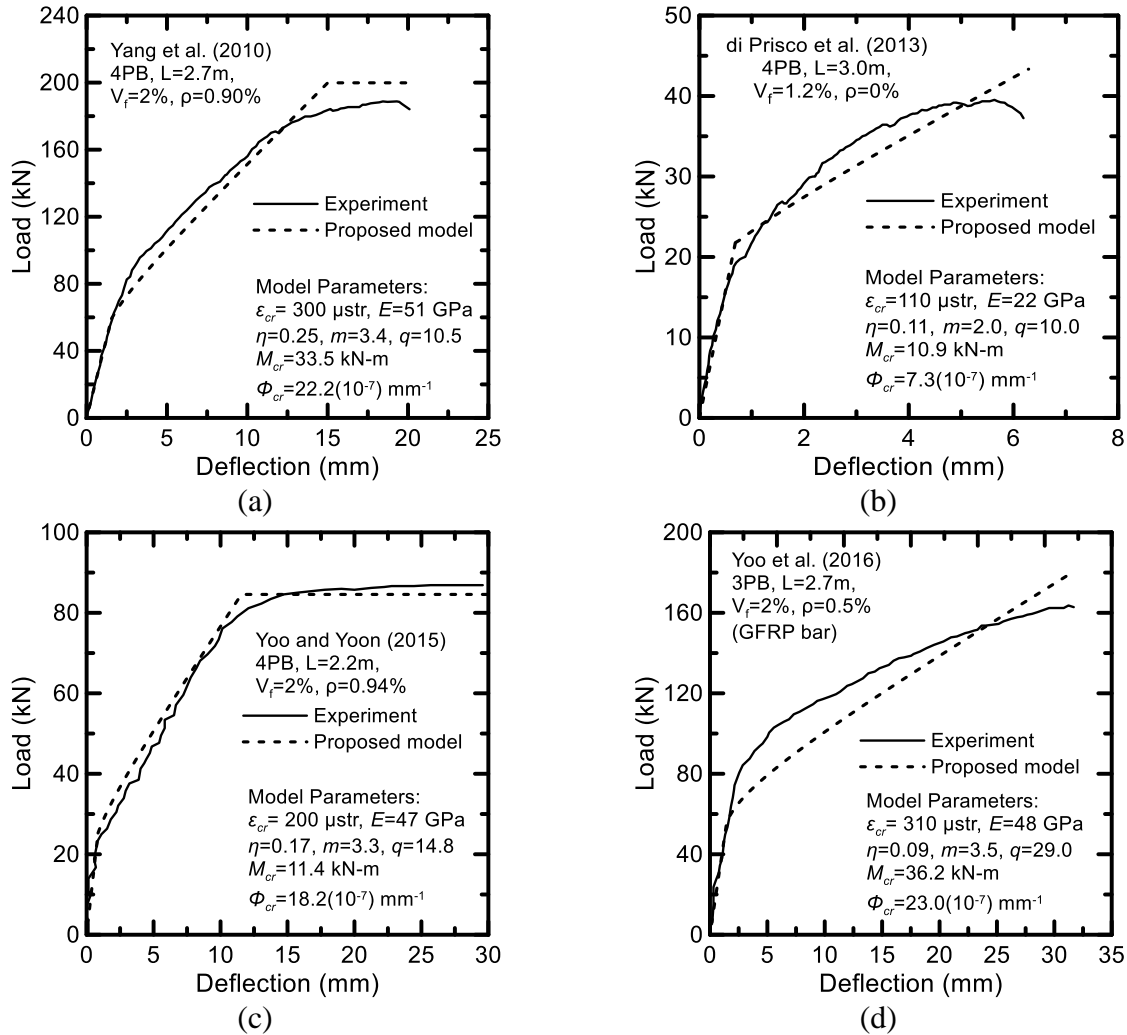 240
200
160
120
80
40
0
Load (kN)
Yang et al. (2010)
4PB, L=2.7m,
V_f=2%, ρ=0.90%
Experiment
Proposed model
Model Parameters:
ε_cr= 300 μstr, E=51 GPa
η=0.25, m=3.4, q=10.5
M_cr=33.5 kN-m
Φ_cr=22.2(10⁻⁷) mm⁻¹
0 5 10 15 20 25
Deflection (mm)
(a)
50
40
30
20
10
0
Load (kN)
di Prisco et al. (2013)
4PB, L=3.0m,
V_f=1.2%, ρ=0%
Experiment
Proposed model
Model Parameters:
ε_cr=110 μstr, E=22 GPa
η=0.11, m=2.0, q=10.0
M_cr=10.9 kN-m
Φ_cr=7.3(10⁻⁷) mm⁻¹
0 2 4 6 8
Deflection (mm)
(b)
100
80
60
40
20
0
Load (kN)
Yoo and Yoon (2015)
4PB, L=2.2m,
V_f=2%, ρ=0.94%
Experiment
Proposed model
Model Parameters:
ε_cr= 200 μstr, E=47 GPa
η=0.17, m=3.3, q=14.8
M_cr=11.4 kN-m
Φ_cr=18.2(10⁻⁷) mm⁻¹
0 5 10 15 20 25 30
Deflection (mm)
(c)
200
160
120
80
40
0
Load (kN)
Yoo et al. (2016)
3PB, L=2.7m,
V_f=2%, ρ=0.5%
(GFRP bar)
Experiment
Proposed model
Model Parameters:
ε_cr= 310 μstr, E=48 GPa
η=0.09, m=3.5, q=29.0
M_cr=36.2 kN-m
Φ_cr=23.0(10⁻⁷) mm⁻¹
0 5 10 15 20 25 30 35
Deflection (mm)
(d)